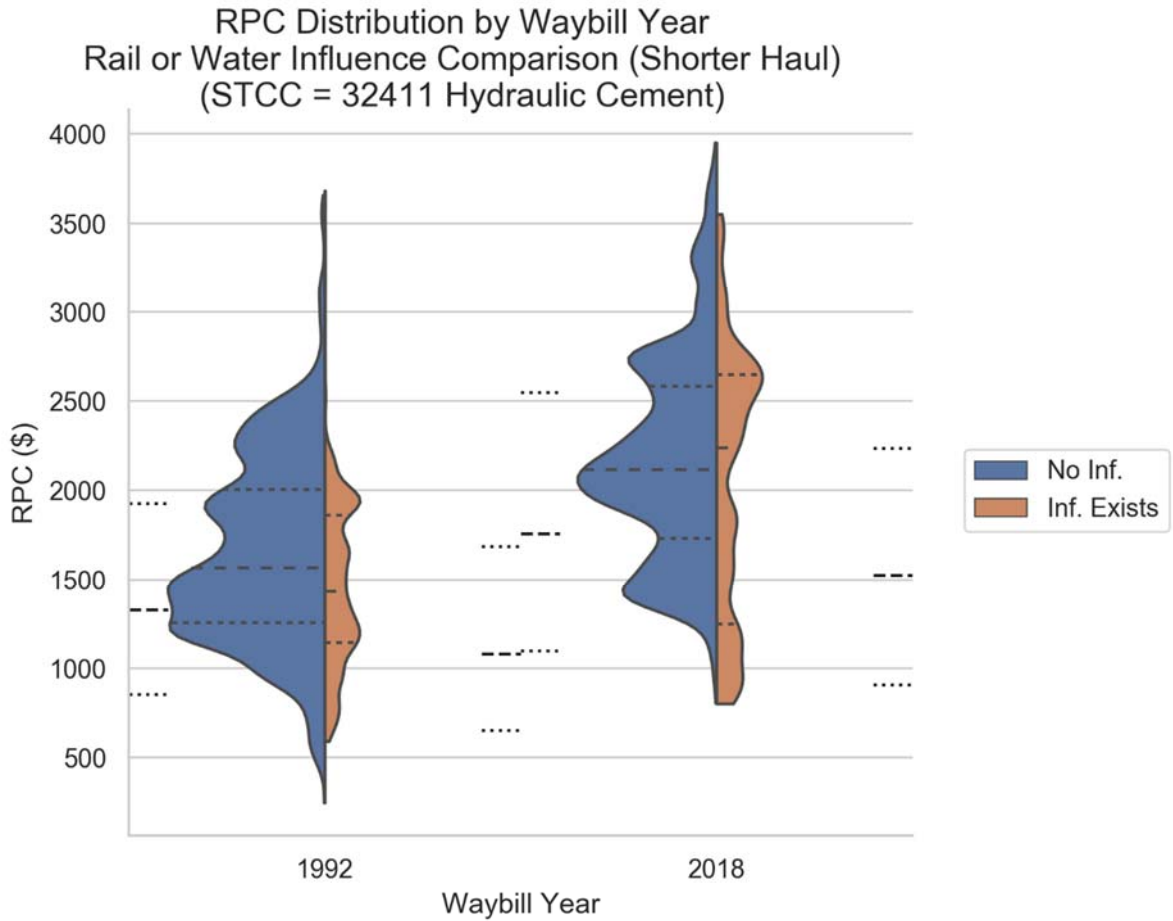 RPC Distribution by Waybill Year
Rail or Water Influence Comparison (Shorter Haul)
(STCC = 32411 Hydraulic Cement)
4000
3500
3000
2500
2000
1500
1000
500
RPC ($)
1992
2018
Waybill Year
No Inf.
Inf. Exists